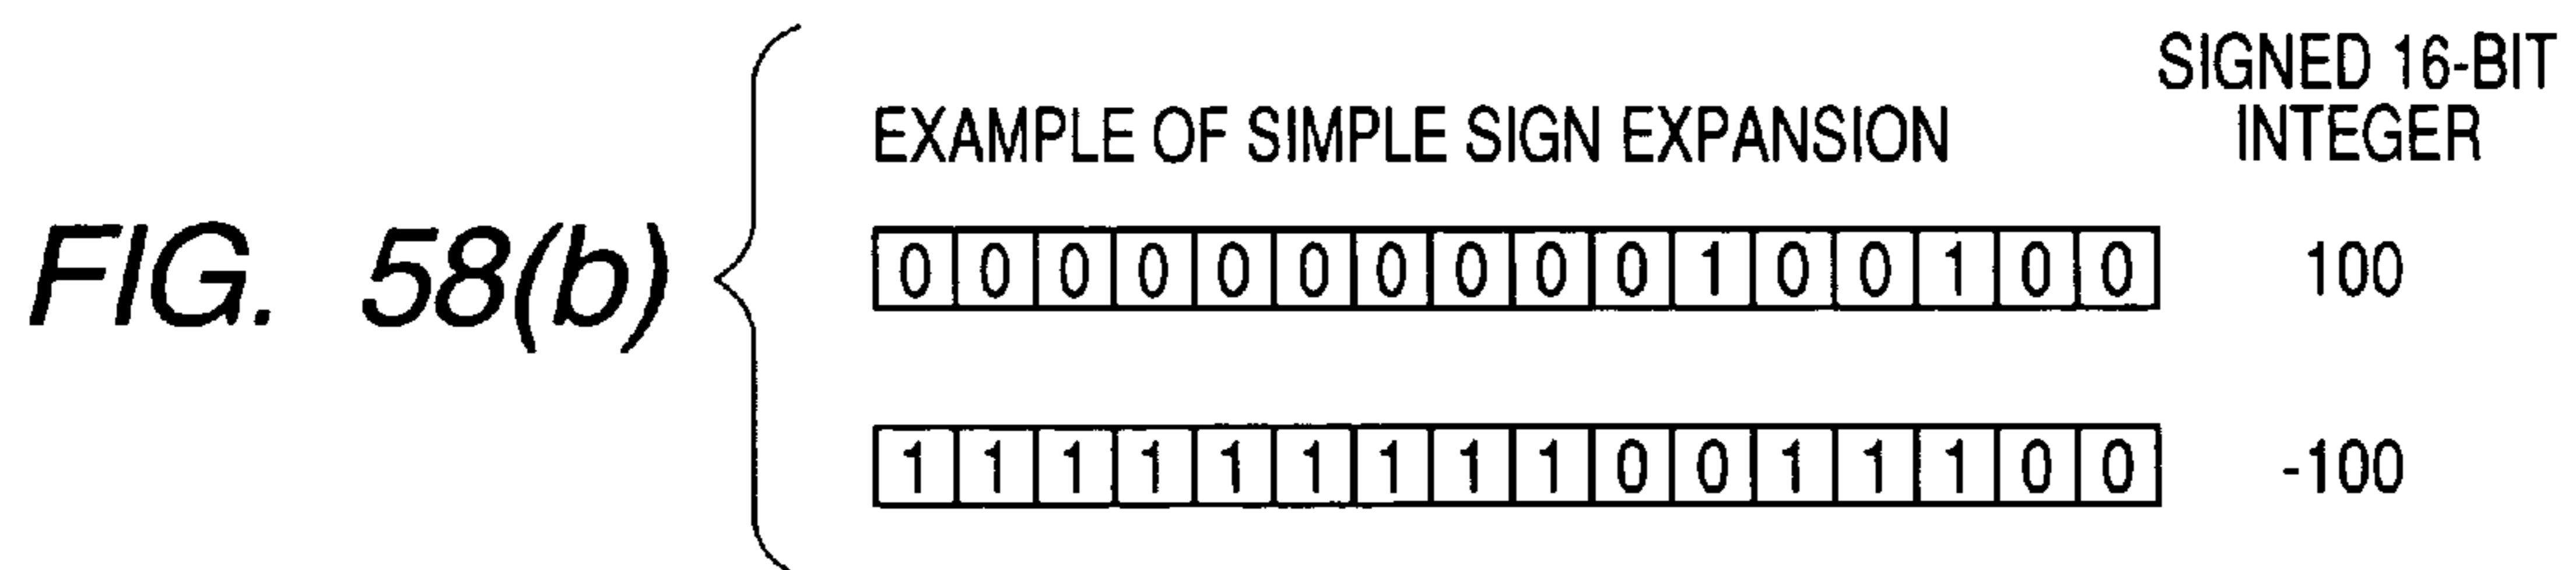 SIGNED 16-BIT
INTEGER
EXAMPLE OF SIMPLE SIGN EXPANSION
FIG. 58(b)
0 0 0 0 0 0 0 0 0 0 1 0 0 1 0 0 100
1 1 1 1 1 1 1 1 1 0 0 1 1 1 0 0 -100